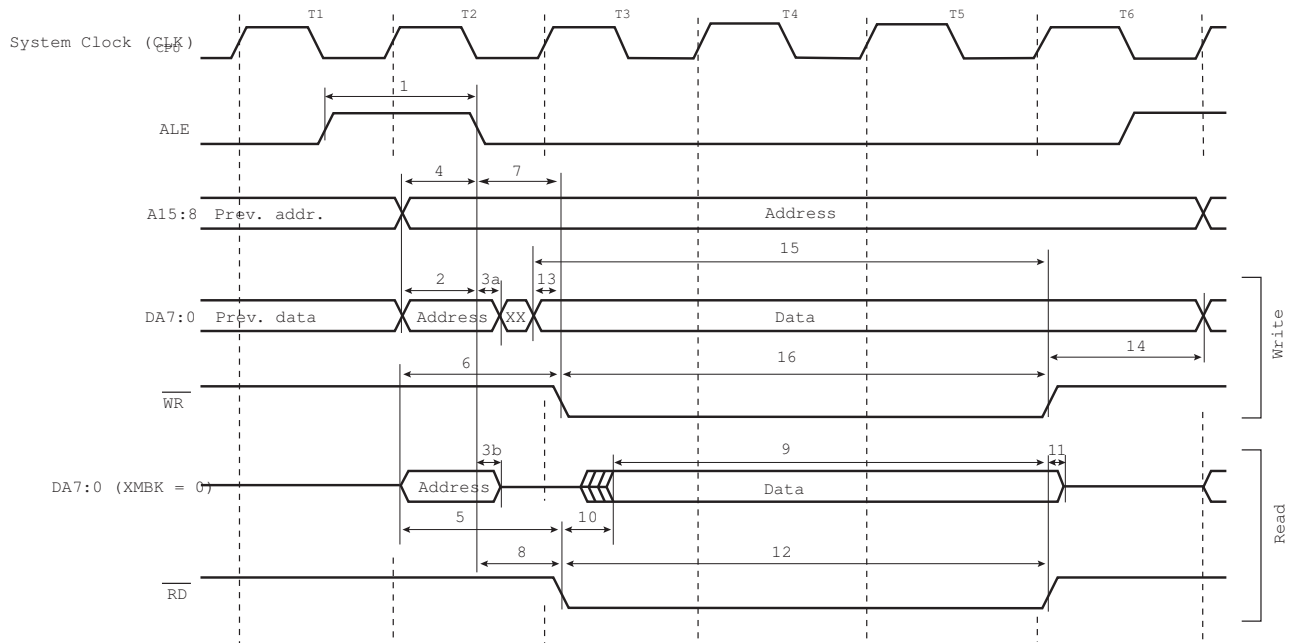 T1 T2 T3 T4 T5 T6
System Clock (CLKCPU)
1
ALE
4 7
A15:8 Prev. addr. Address
15
2 3a 13
DA7:0 Prev. data Address XX Data
6 16 14
WR
Write
3b 9 11
DA7:0 (XMBK = 0) Address Data
5 10
8 12
RD
Read